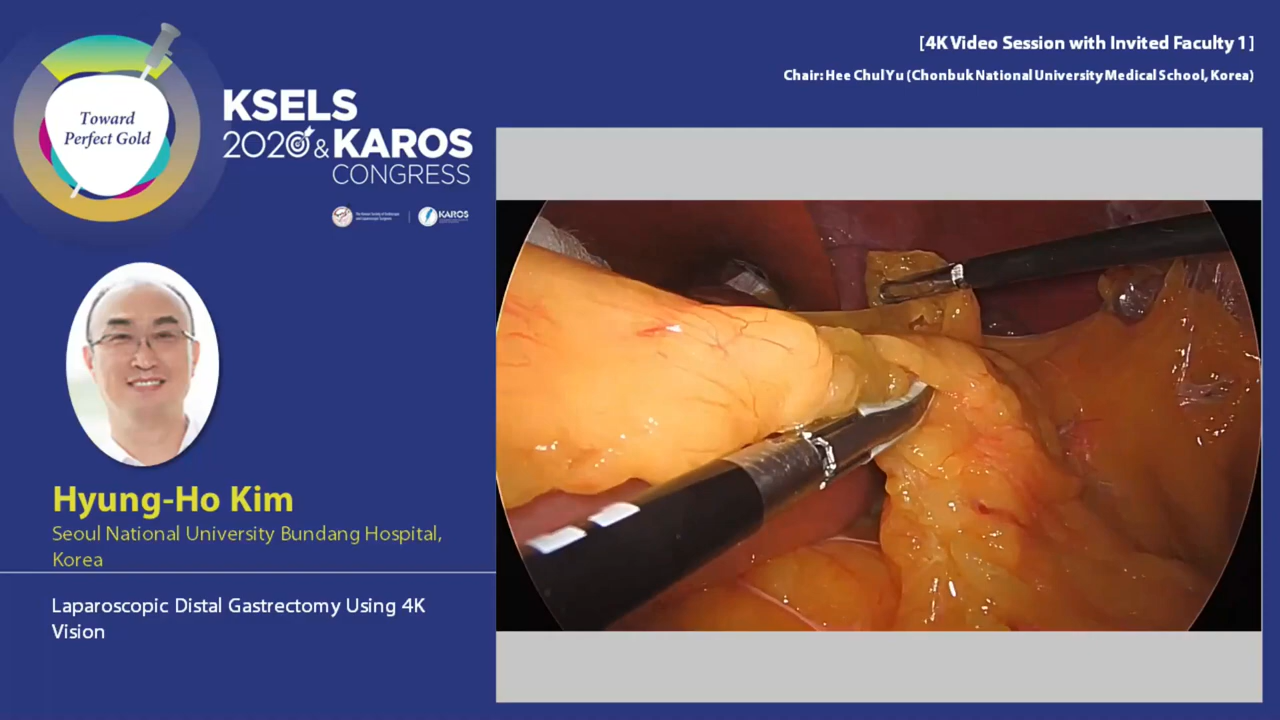 [4K Video Session with Invited Faculty 1]
Chair: Hee Chul Yu (Chonbuk National University Medical School, Korea)
Toward
Perfect Gold
KSELS
2020 & KAROS
CONGRESS
KAROS
Hyung-Ho Kim
Seoul National University Bundang Hospital,
Korea
Laparoscopic Distal Gastrectomy Using 4K
Vision